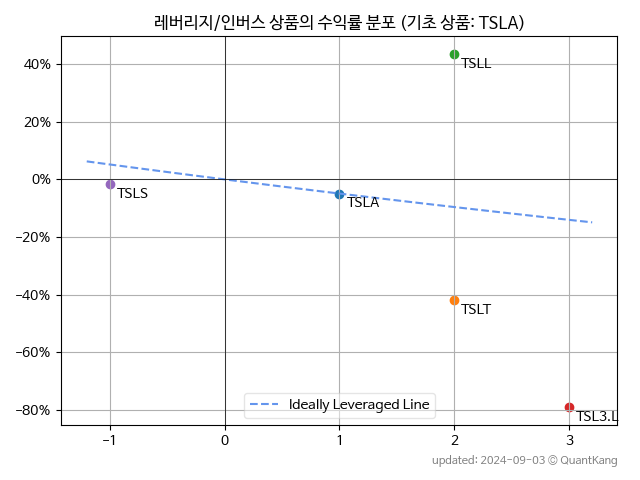 레버리지/인버스 상품의 수익률 분포 (기초 상품: TSLA)
40%
20%
0%
−20%
−40%
−60%
−80%
TSLL
TSLS
TSLA
TSLT
TSL3.L
Ideally Leveraged Line
−1 0 1 2 3
updated: 2024-09-03 © QuantKang